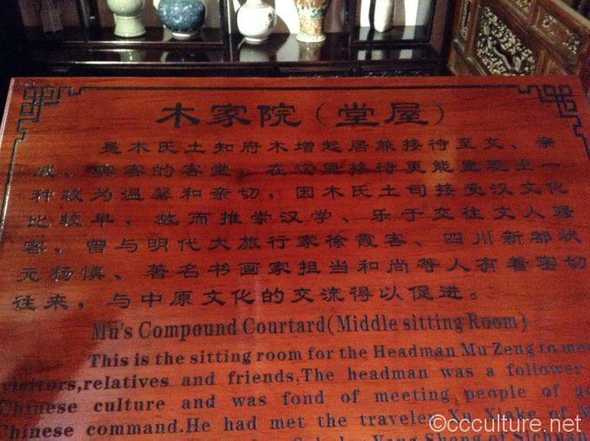 木家院(堂屋)
是木氏土知府木增起居兼接待至交、亲
戚、宾客的客堂，在这里接待更能显露出一
种极为温馨和亲切，因木氏土司接受汉文化
比较早，故而推崇汉学、乐于交往文人骚
客，曾与明代大旅行家徐霞客、四川新都状
元杨慎、著名书画家担当和尚等人有着密切
往来，与中原文化的交流得以促进。
Mu's Compound Courtard(Middle sitting Room)
This is the sitting room for the Headman Mu Zeng to
visitors,relatives and friends,The headman was a follower
Chinese culture and was fond of meeting people of
Chinese command.He had met the traveler Xu Xiake of
©ccculture.net